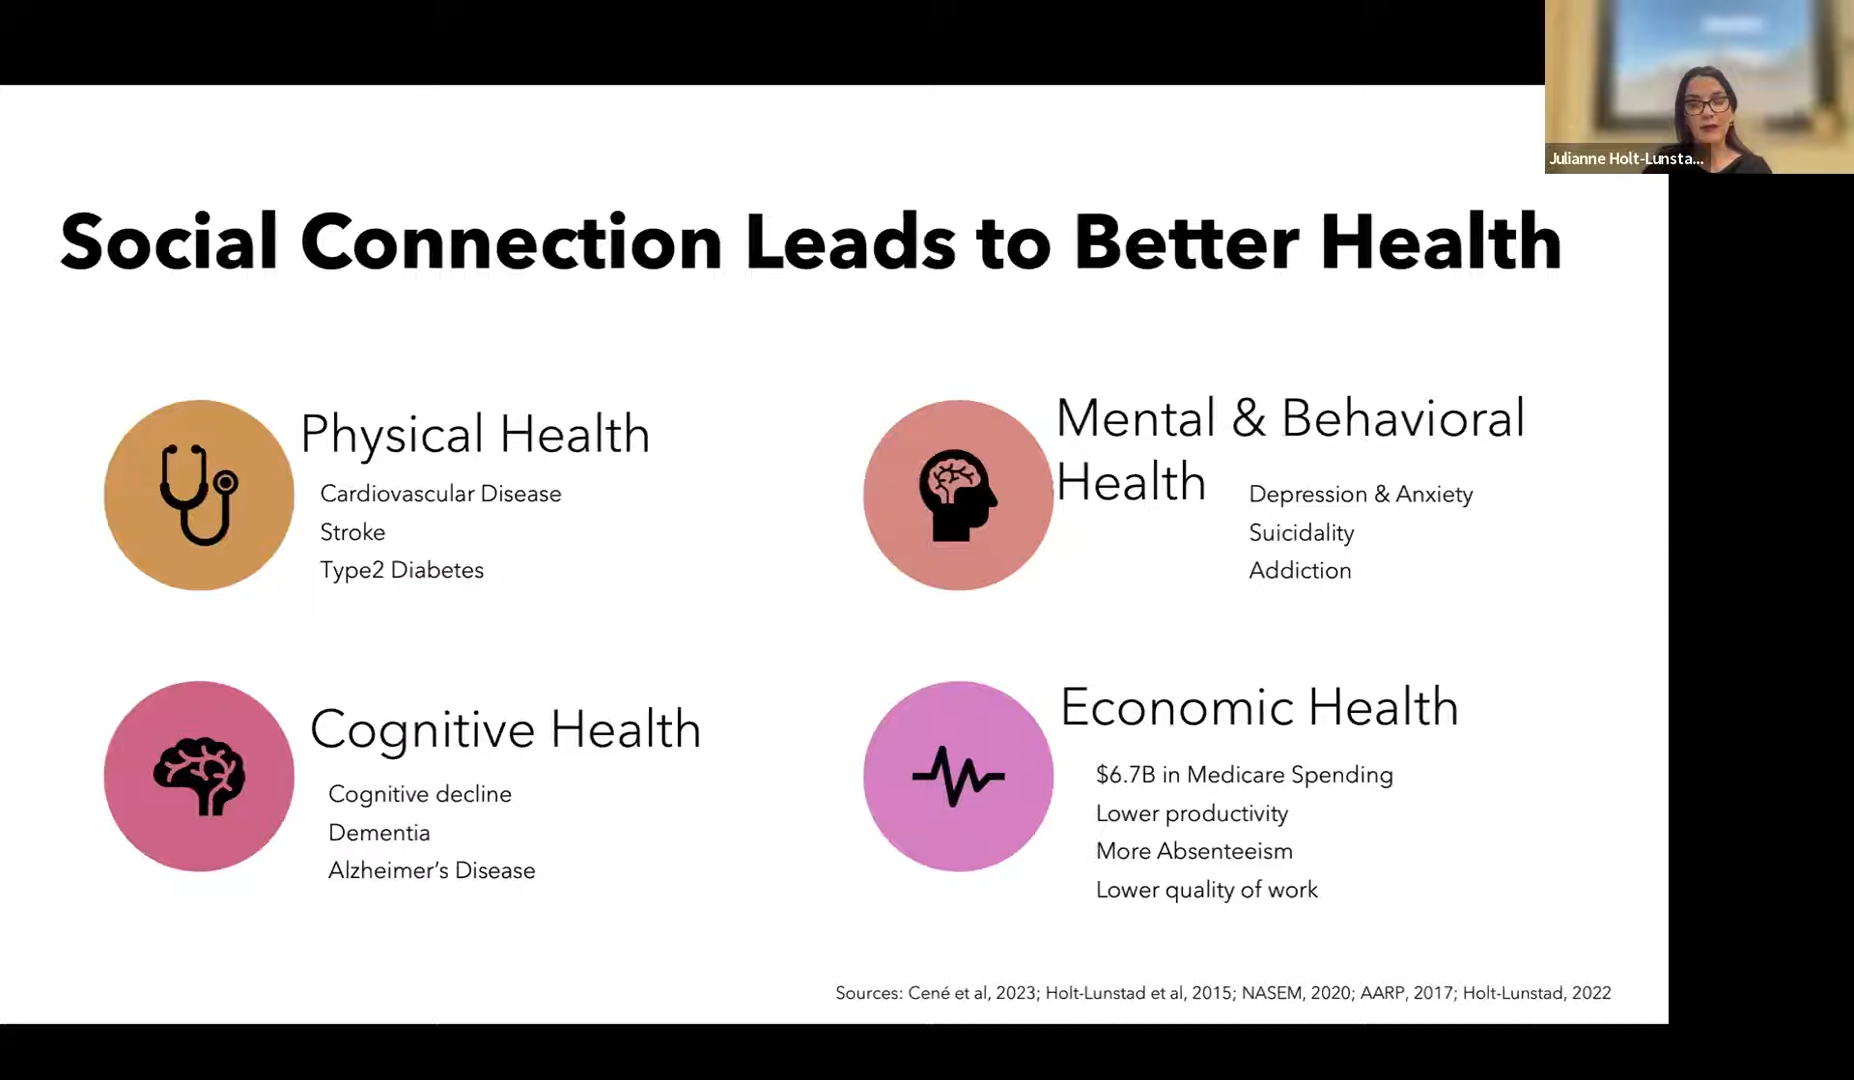 Julianne Holt-Lunsta...
Social Connection Leads to Better Health
Physical Health
Cardiovascular Disease
Stroke
Type2 Diabetes
Mental & Behavioral
Health
Depression & Anxiety
Suicidality
Addiction
Cognitive Health
Cognitive decline
Dementia
Alzheimer’s Disease
Economic Health
$6.7B in Medicare Spending
Lower productivity
More Absenteeism
Lower quality of work
Sources: Cené et al, 2023; Holt-Lunstad et al, 2015; NASEM, 2020; AARP, 2017; Holt-Lunstad, 2022